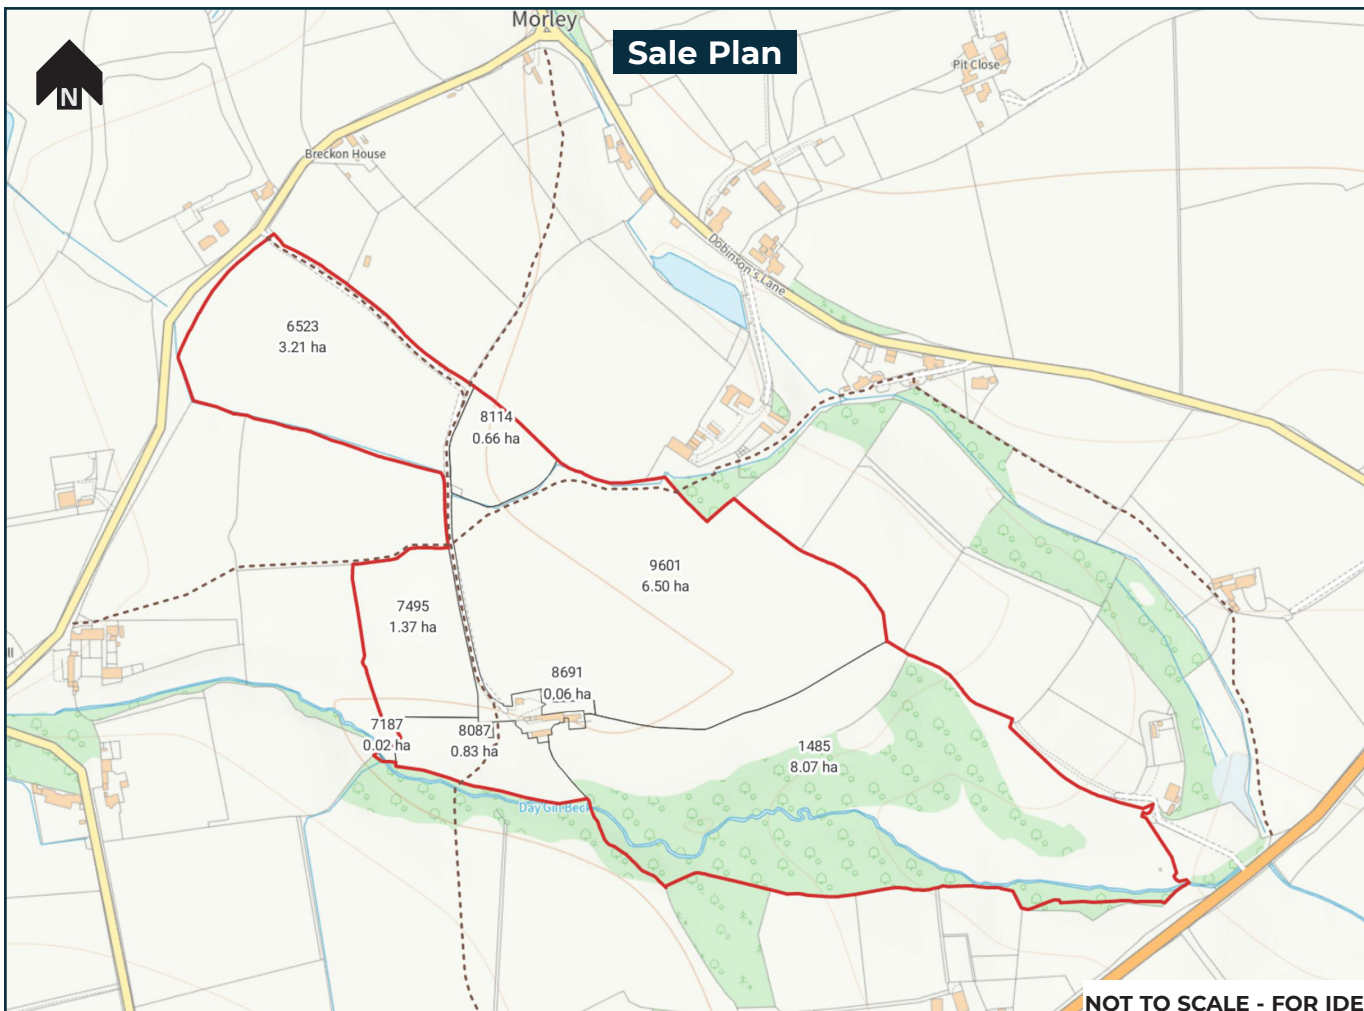 Morley
Sale Plan
N
Pit Close
Breckon House
Dobinson's Lane
6523
3.21 ha
8114
0.66 ha
9601
6.50 ha
7495
1.37 ha
8691
0.06 ha
7187
0.02 ha
8087
0.83 ha
1485
8.07 ha
Day Gill Beck
ll
NOT TO SCALE - FOR IDE